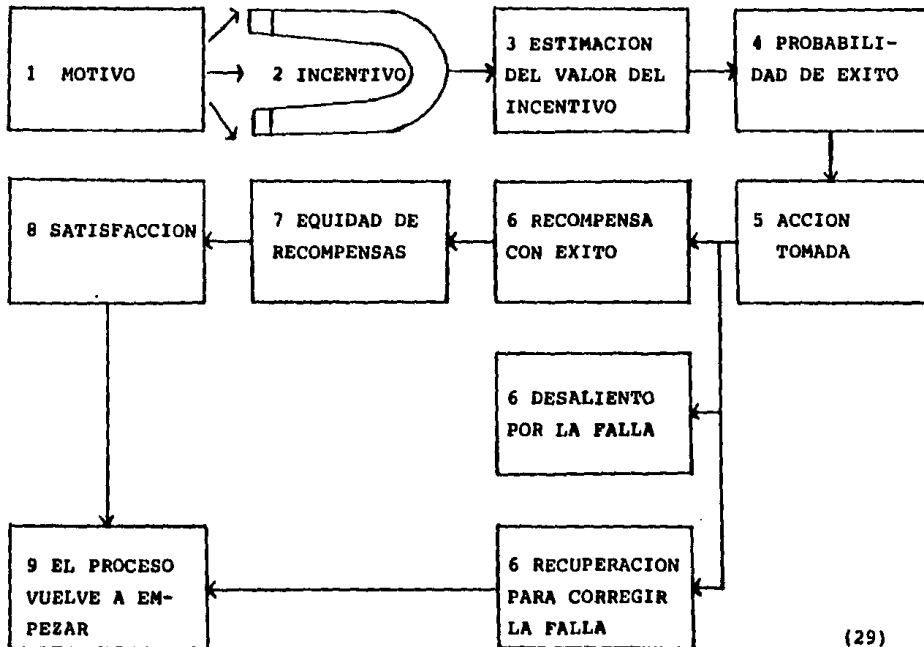 1 MOTIVO
2 INCENTIVO
3 ESTIMACION
DEL VALOR DEL
INCENTIVO
4 PROBABILI-
DAD DE EXITO
8 SATISFACCION
7 EQUIDAD DE
RECOMPENSAS
6 RECOMPENSA
CON EXITO
5 ACCION
TOMADA
6 DESALIENTO
POR LA FALLA
9 EL PROCESO
VUELVE A EM-
PEZAR
6 RECUPERACION
PARA CORREGIR
LA FALLA
(29)